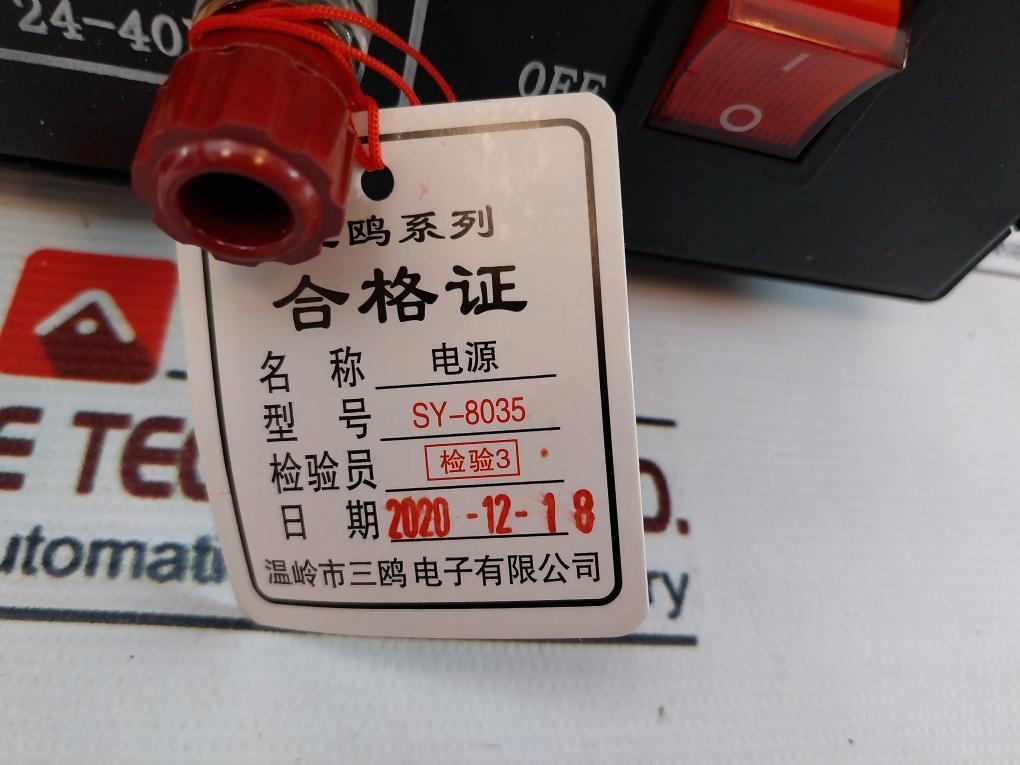 24-40
OFF
鸥系列
合格证
名 称 电源
型 号 SY-8035
检验员 检验3
日 期 2020-12-18
温岭市三鸥电子有限公司
E TEC
D.
utomati
ry